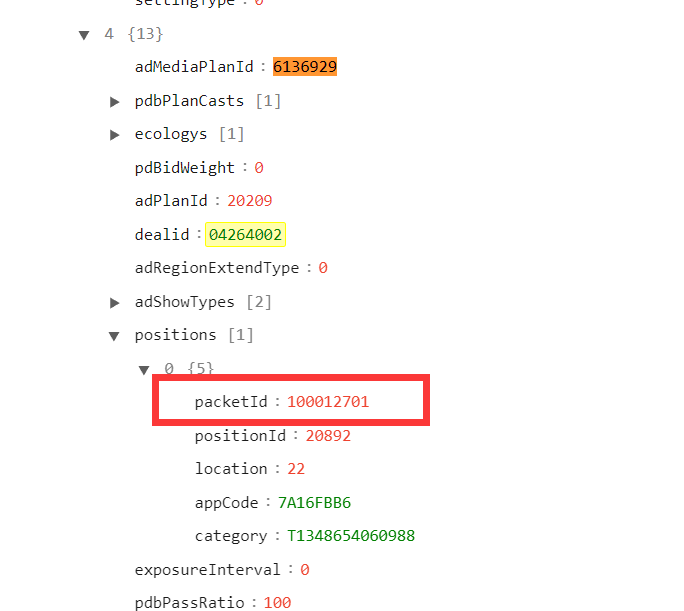 settingType : 0
4 {13}
adMediaPlanId : 6136929
pdbPlanCasts [1]
ecologys [1]
pdBidWeight : 0
adPlanId : 20209
dealid : 04264002
adRegionExtendType : 0
adShowTypes [2]
positions [1]
0 {5}
packetId : 100012701
positionId : 20892
location : 22
appCode : 7A16FBB6
category : T1348654060988
exposureInterval : 0
pdbPassRatio : 100